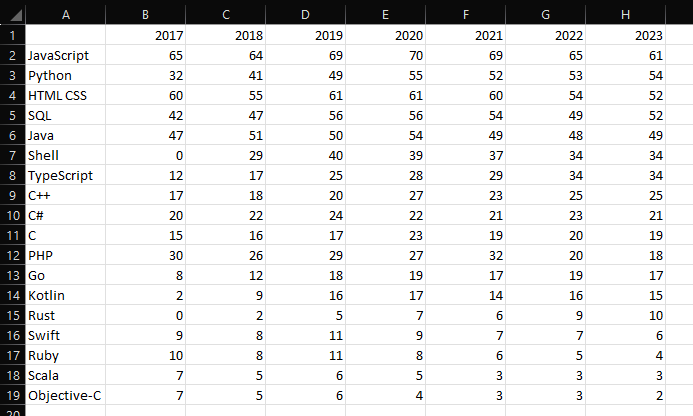 A B C D E F G H
1 2017 2018 2019 2020 2021 2022 2023
2 JavaScript 65 64 69 70 69 65 61
3 Python 32 41 49 55 52 53 54
4 HTML CSS 60 55 61 61 60 54 52
5 SQL 42 47 56 56 54 49 52
6 Java 47 51 50 54 49 48 49
7 Shell 0 29 40 39 37 34 34
8 TypeScript 12 17 25 28 29 34 34
9 C++ 17 18 20 27 23 25 25
10 C# 20 22 24 22 21 23 21
11 C 15 16 17 23 19 20 19
12 PHP 30 26 29 27 32 20 18
13 Go 8 12 18 19 17 19 17
14 Kotlin 2 9 16 17 14 16 15
15 Rust 0 2 5 7 6 9 10
16 Swift 9 8 11 9 7 7 6
17 Ruby 10 8 11 8 6 5 4
18 Scala 7 5 6 5 3 3 3
19 Objective-C 7 5 6 4 3 3 2
20